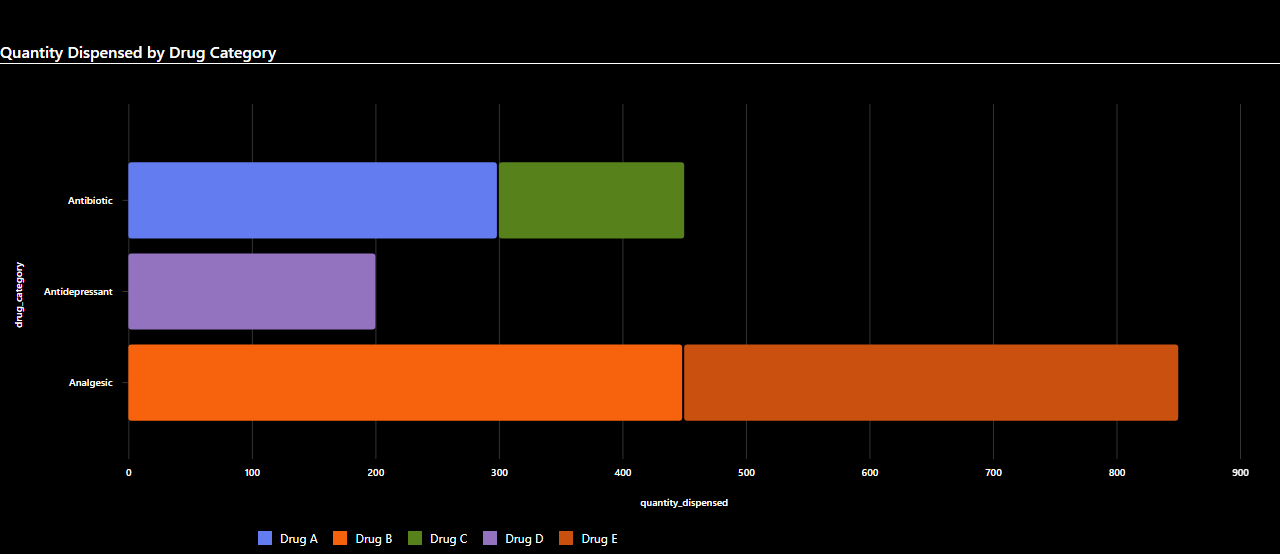 Quantity Dispensed by Drug Category
Antibiotic
Antidepressant
Analgesic
drug_category
0 100 200 300 400 500 600 700 800 900
quantity_dispensed
Drug A Drug B Drug C Drug D Drug E